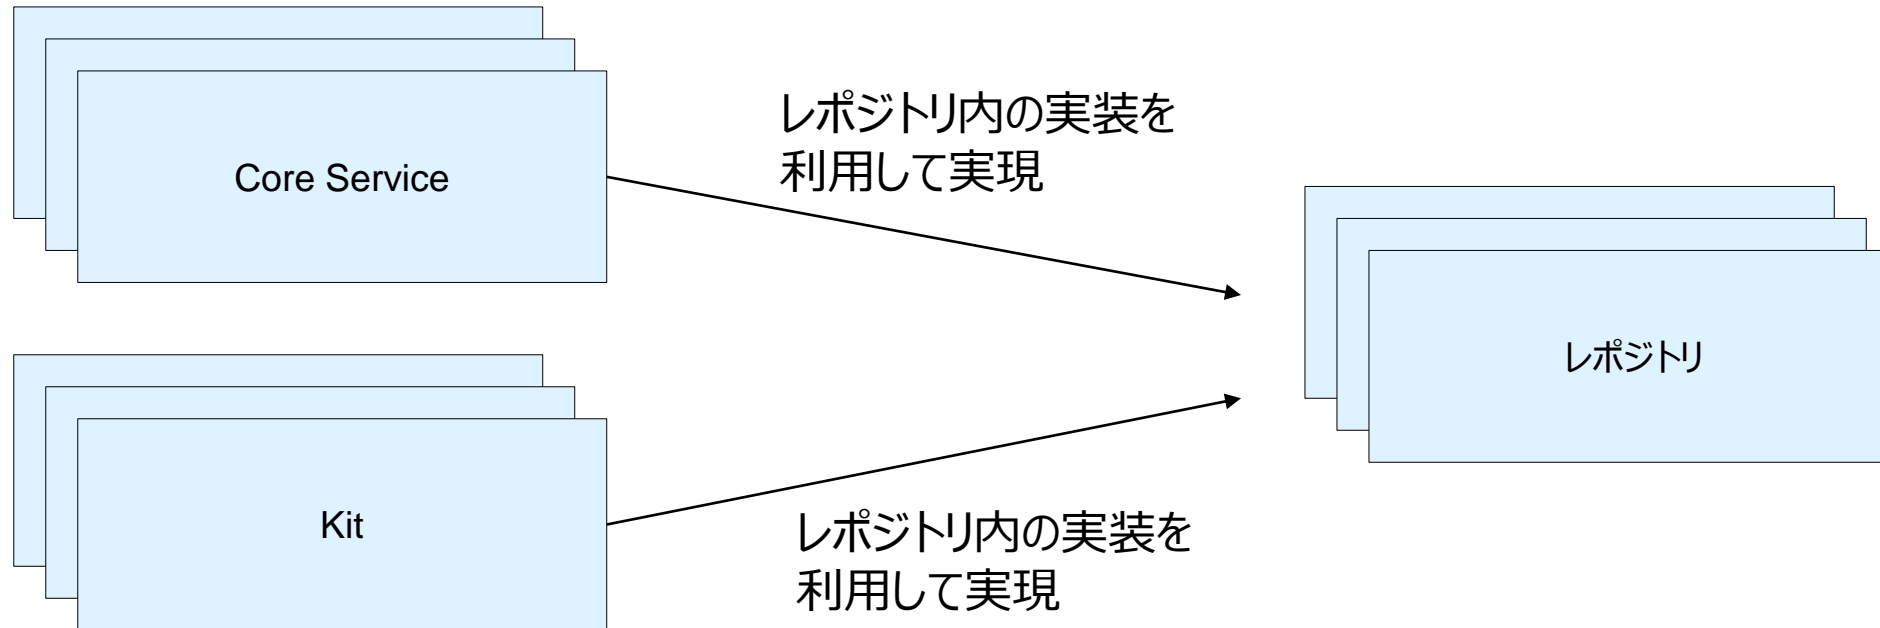 Core Service
レポジトリ内の実装を
利用して実現
レポジトリ
Kit
レポジトリ内の実装を
利用して実現